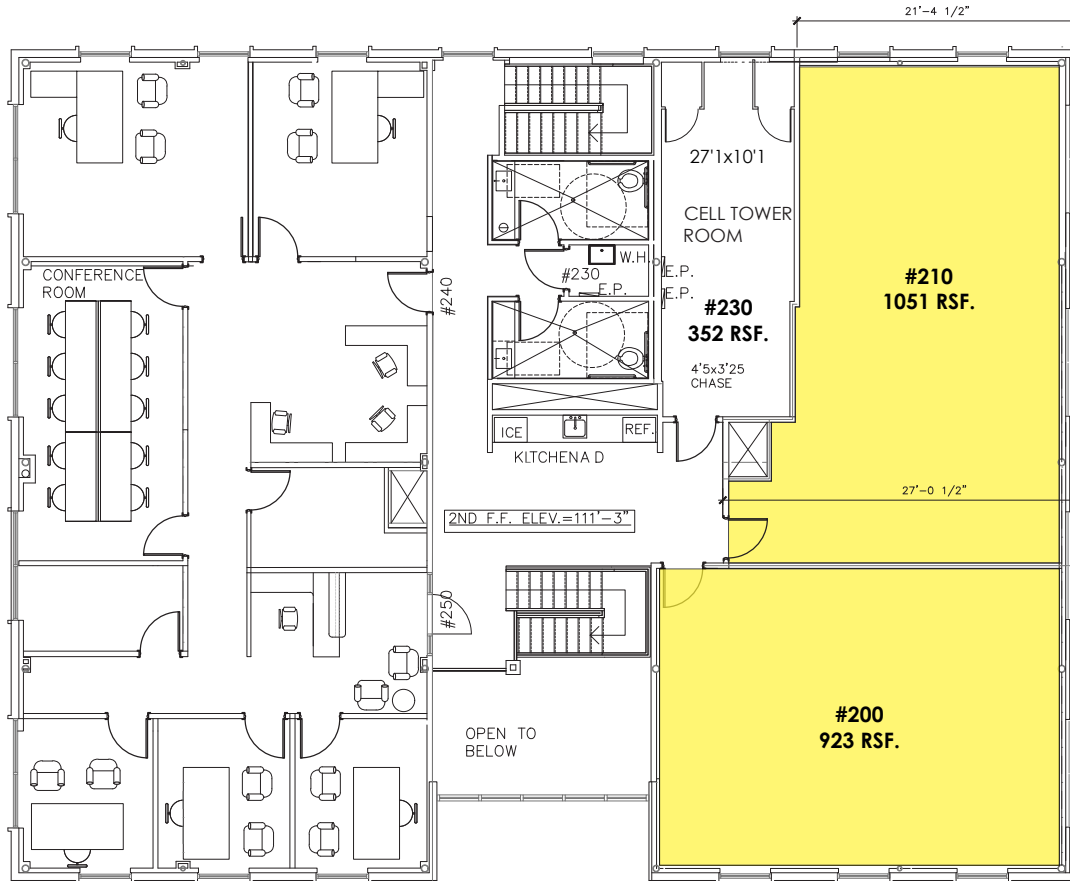 21'-4 1/2"
27'1x10'1
CELL TOWER
ROOM
CONFERENCE
ROOM
#240
W.H.
#230
E.P.
E.P.
E.P.
#230
352 RSF.
#210
1051 RSF.
4'5x3'25
CHASE
ICE
REF.
KLTCHENA D
27'-0 1/2"
2ND F.F. ELEV.=111'-3"
#250
#200
923 RSF.
OPEN TO
BELOW